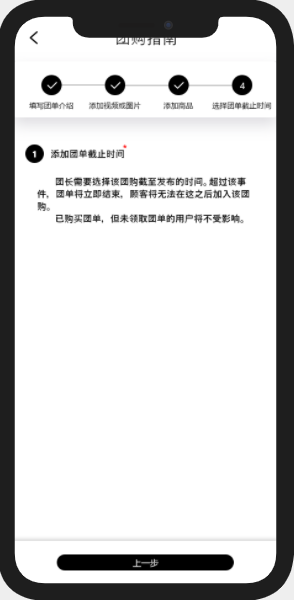 团购指南
4
填写团单介绍 添加视频或图片 添加商品 选择团单截止时间
1 添加团单截止时间*
团长需要选择该团购截至发布的时间。超过该事
件，团单将立即结束，顾客将无法在这之后加入该团
购。
已购买团单，但未领取团单的用户将不受影响。
上一步